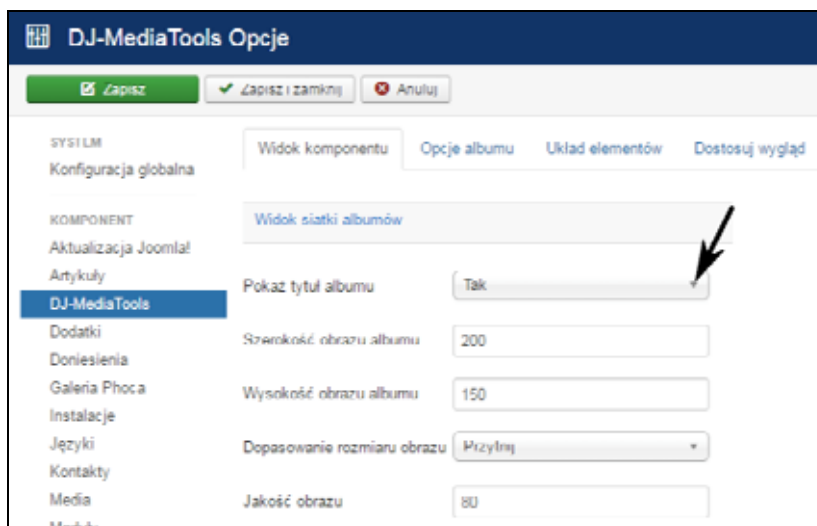 DJ-MediaTools Opcje
Zapisz
Zapisz i zamknij
Anuluj
SYSTEM
Konfiguracja globalna
KOMPONENT
Aktualizacja Joomla!
Artykuły
DJ-MediaTools
Dodatki
Doniesienia
Galeria Phoca
Instalacje
Języki
Kontakty
Media
Widok komponentu
Opcje albumu
Układ elementów
Dostosuj wygląd
Widok siatki albumów
Pokaż tytuł albumu
Tak
Szerokość obrazu albumu
200
Wysokość obrazu albumu
150
Dopasowanie rozmiaru obrazu
Przytnij
Jakość obrazu
80